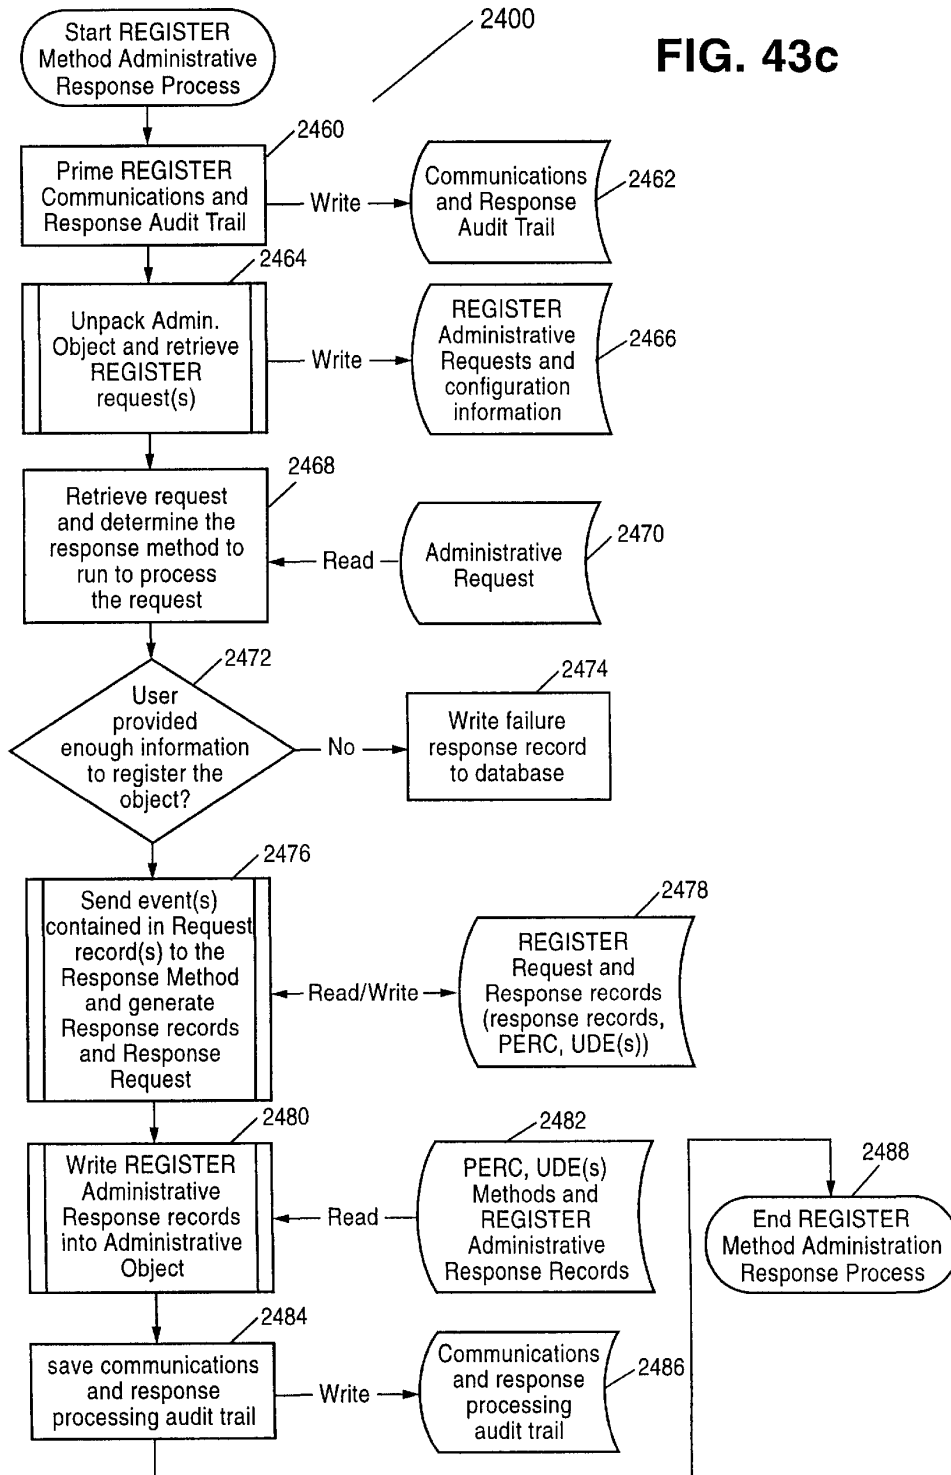 2400
FIG. 43c
Start REGISTER
Method Administrative
Response Process
2460
Prime REGISTER
Communications and
Response Audit Trail
Write
Communications
and Response
Audit Trail
2462
2464
Unpack Admin.
Object and retrieve
REGISTER
request(s)
Write
REGISTER
Administrative
Requests and
configuration
information
2466
2468
Retrieve request
and determine the
response method to
run to process
the request
Read
Administrative
Request
2470
2472
User
provided
enough information
to register the
object?
No
2474
Write failure
response record
to database
2476
Send event(s)
contained in Request
record(s) to the
Response Method
and generate
Response records
and Response
Request
Read/Write
2478
REGISTER
Request and
Response records
(response records,
PERC, UDE(s))
2480
Write REGISTER
Administrative
Response records
into Administrative
Object
Read
2482
PERC, UDE(s)
Methods and
REGISTER
Administrative
Response Records
2484
save communications
and response
processing audit trail
Write
Communications
and response
processing
audit trail
2486
2488
End REGISTER
Method Administration
Response Process